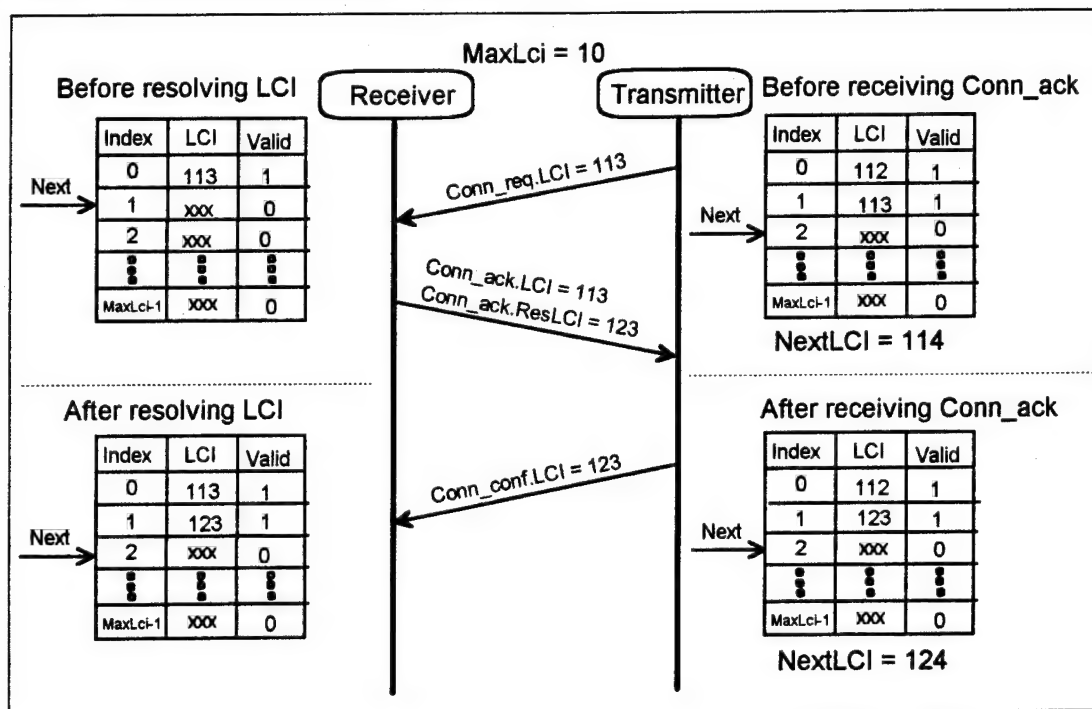 MaxLci = 10
Before resolving LCI
Receiver
Transmitter
Before receiving Conn_ack
Index LCI Valid
0 113 1
Next
1 xxx 0
2 xxx 0
MaxLci-1 xxx 0
Conn_req.LCI = 113
Conn_ack.LCI = 113
Conn_ack.ResLCI = 123
Index LCI Valid
0 112 1
1 113 1
Next
2 xxx 0
MaxLci-1 xxx 0
NextLCI = 114
After resolving LCI
Index LCI Valid
0 113 1
1 123 1
Next
2 xxx 0
MaxLci-1 xxx 0
Conn_conf.LCI = 123
After receiving Conn_ack
Index LCI Valid
0 112 1
1 123 1
Next
2 xxx 0
MaxLci-1 xxx 0
NextLCI = 124